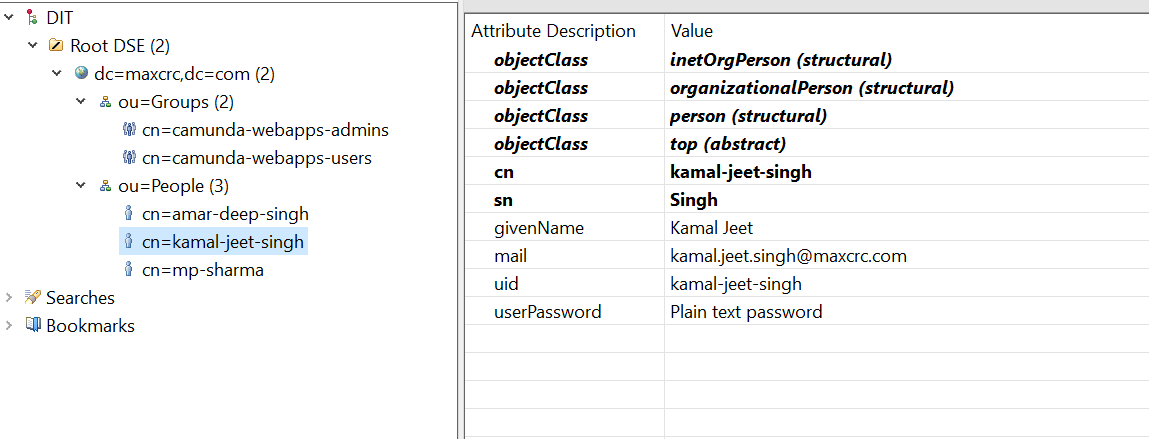 DIT
Root DSE (2)
dc=maxcrc,dc=com (2)
ou=Groups (2)
cn=camunda-webapps-admins
cn=camunda-webapps-users
ou=People (3)
cn=amar-deep-singh
cn=kamal-jeet-singh
cn=mp-sharma
Searches
Bookmarks
Attribute Description Value
objectClass inetOrgPerson (structural)
objectClass organizationalPerson (structural)
objectClass person (structural)
objectClass top (abstract)
cn kamal-jeet-singh
sn Singh
givenName Kamal Jeet
mail kamal.jeet.singh@maxcrc.com
uid kamal-jeet-singh
userPassword Plain text password